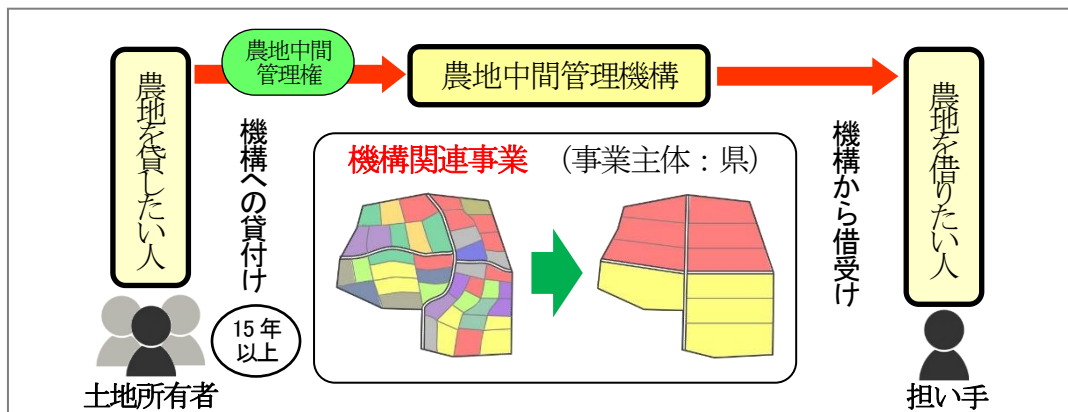 農地を貸したい人
農地中間
管理権
農地中間管理機構
農地を借りたい人
機構への貸付け
機構関連事業 (事業主体：県)
機構から借受け
15年
以上
土地所有者
担い手